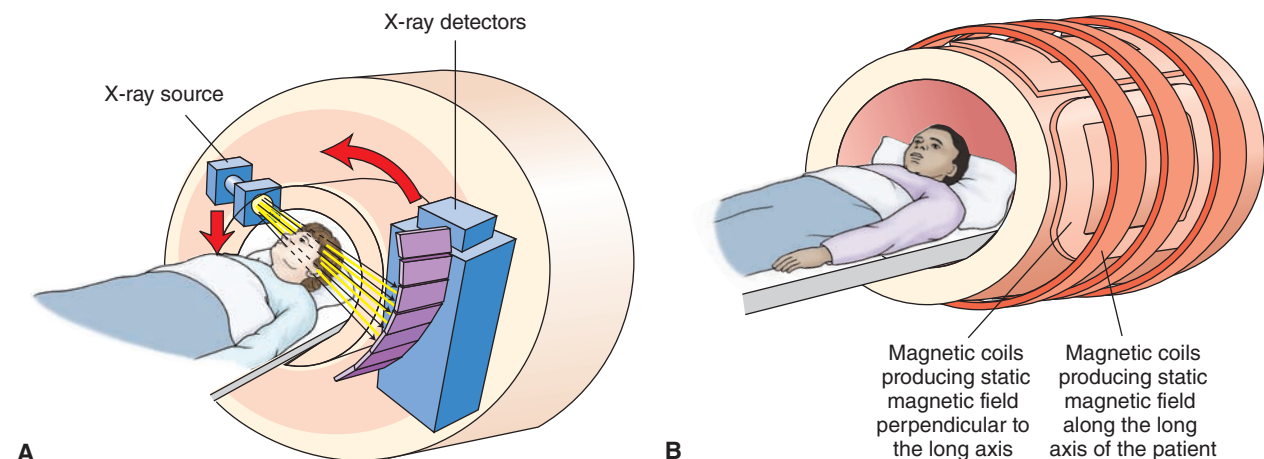 X-ray detectors
X-ray source
A
Magnetic coils
producing static
magnetic field
perpendicular to
the long axis
Magnetic coils
producing static
magnetic field
along the long
axis of the patient
B